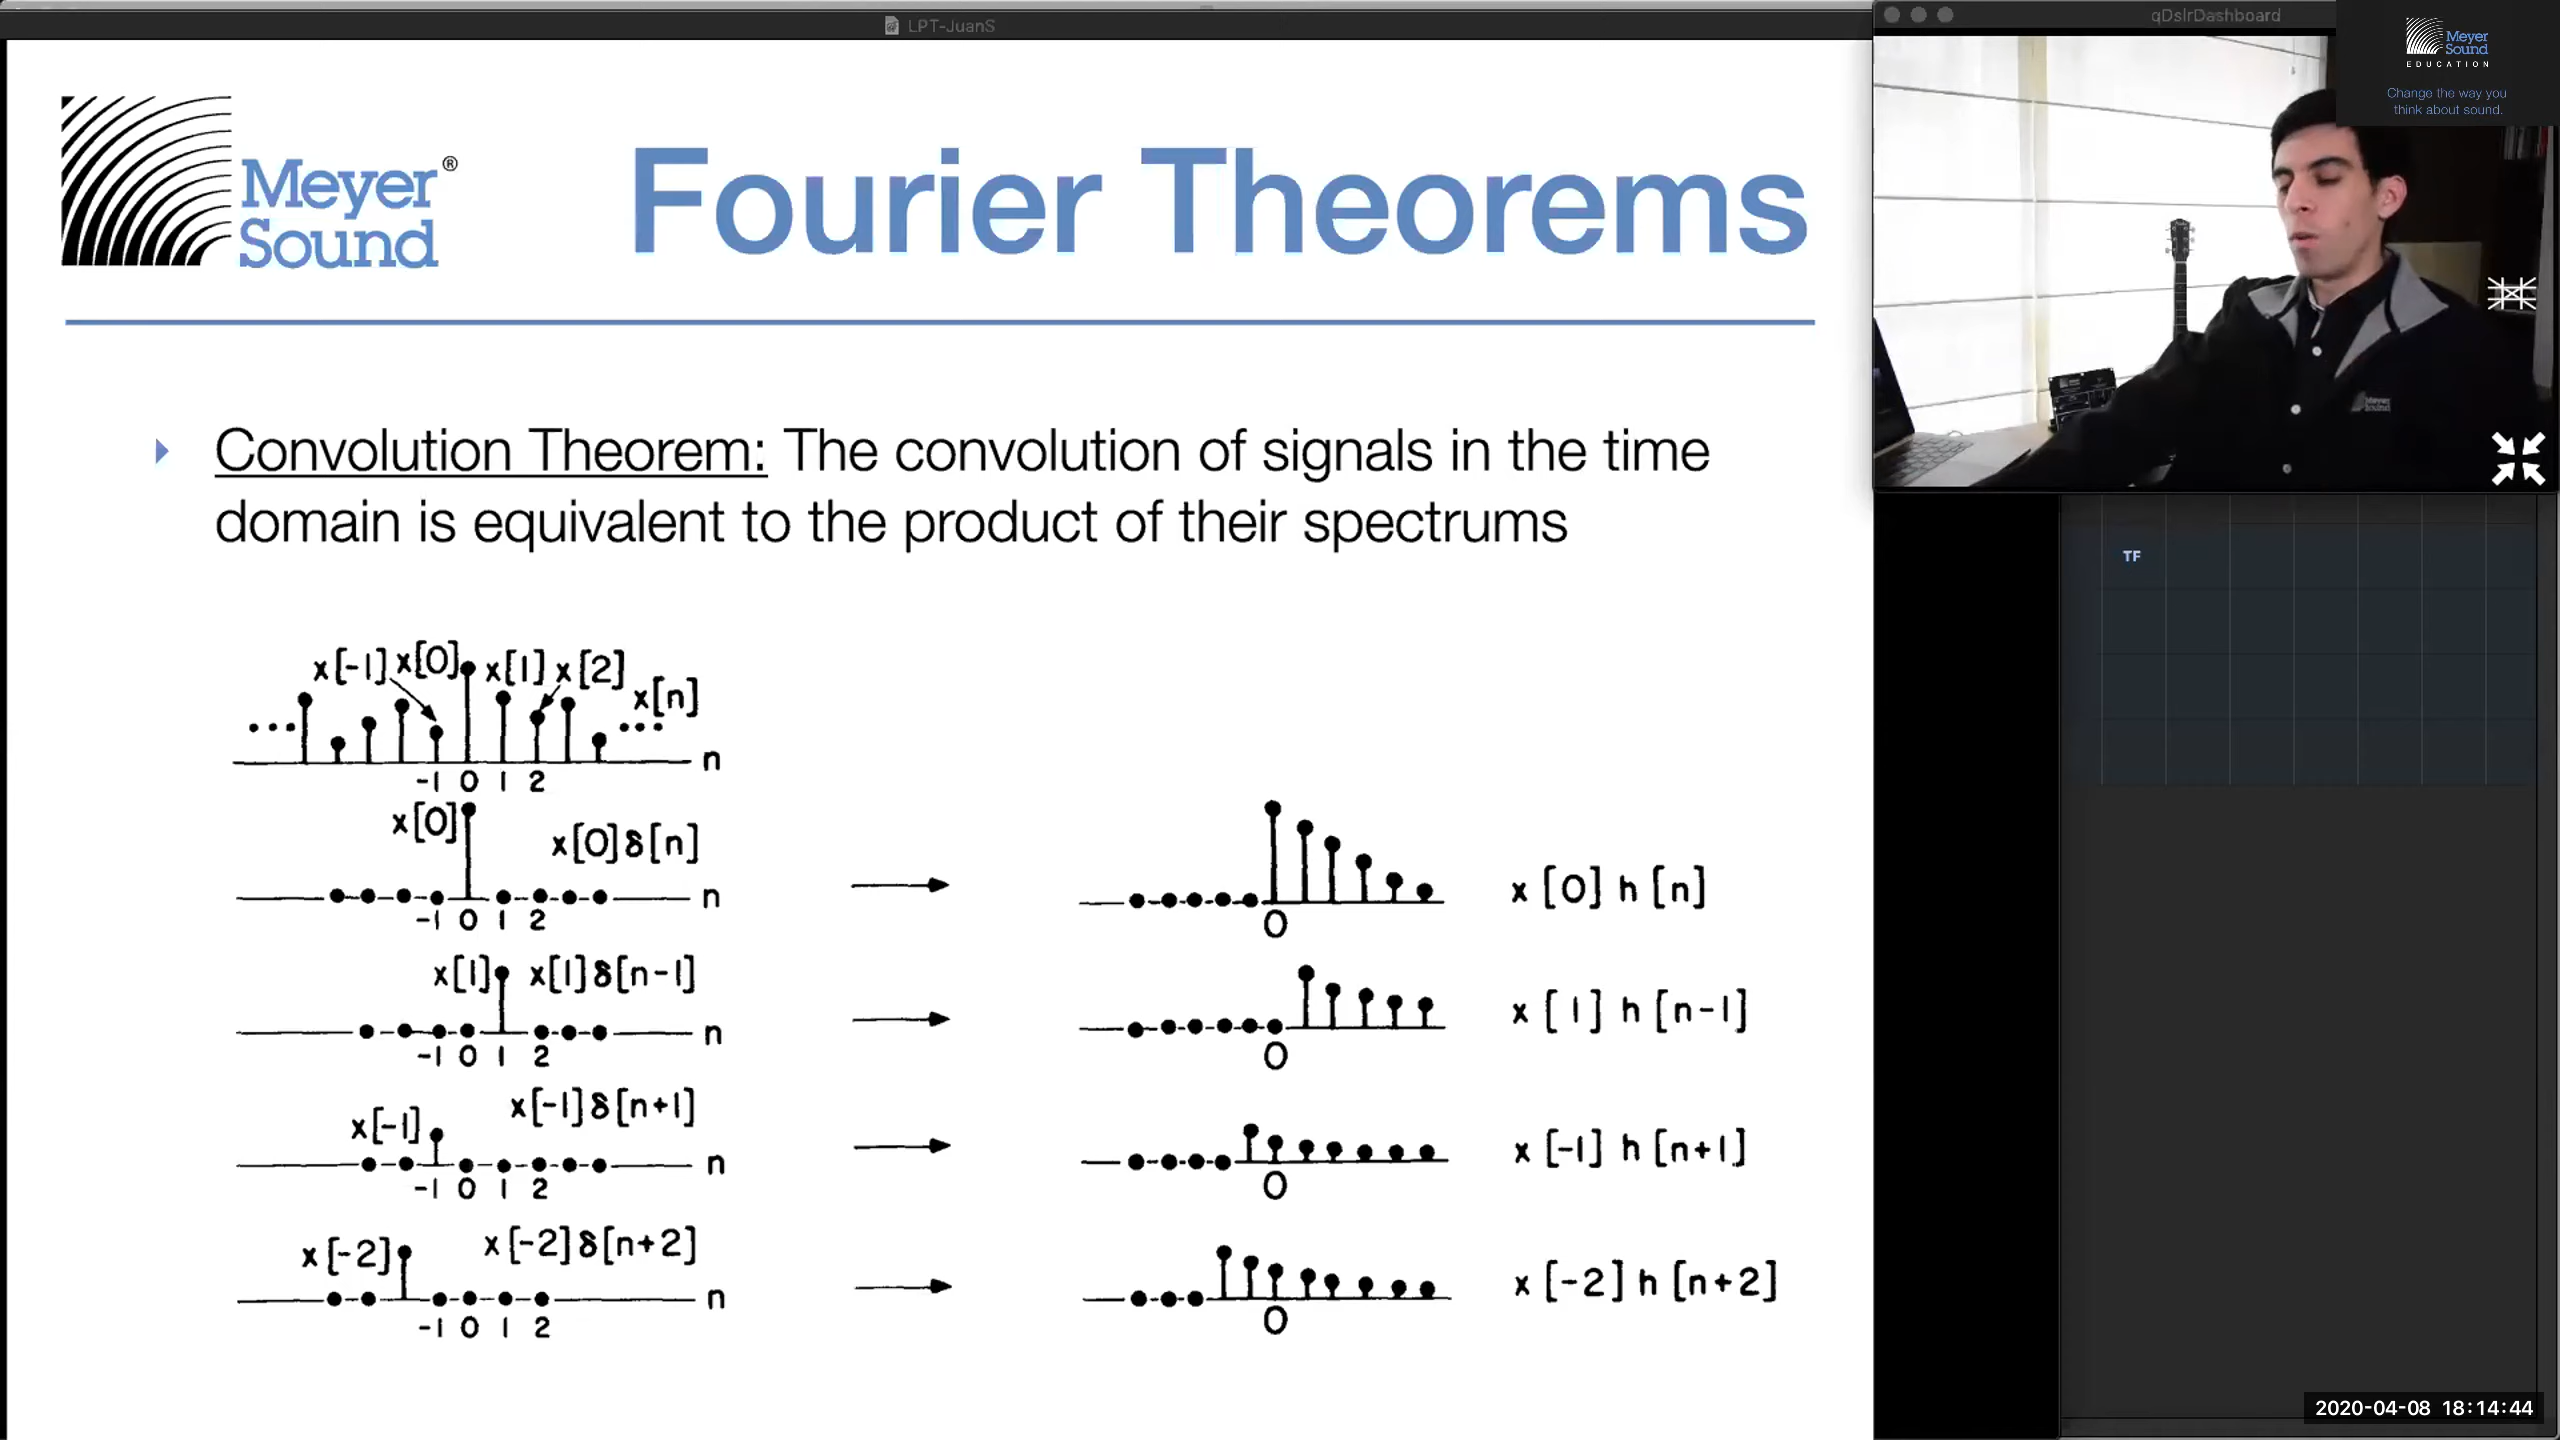 LPT-JuanS
qDslrDashboard
Meyer
Sound
EDUCATION
Change the way you
think about sound.
Meyer®
Sound
Fourier Theorems
Convolution Theorem: The convolution of signals in the time
domain is equivalent to the product of their spectrums
TF
x[-1] x[0] x[1] x[2]
x[n]
n
-1 0 1 2
x[0] x[0]δ[n]
n
x[0]h[n]
-1 0 1 2
0
x[1] x[1]δ[n-1]
n
x[1]h[n-1]
-1 0 1 2
0
x[-1] x[-1]δ[n+1]
n
x[-1]h[n+1]
-1 0 1 2
0
x[-2] x[-2]δ[n+2]
n
x[-2]h[n+2]
-1 0 1 2
0
2020-04-08 18:14:44